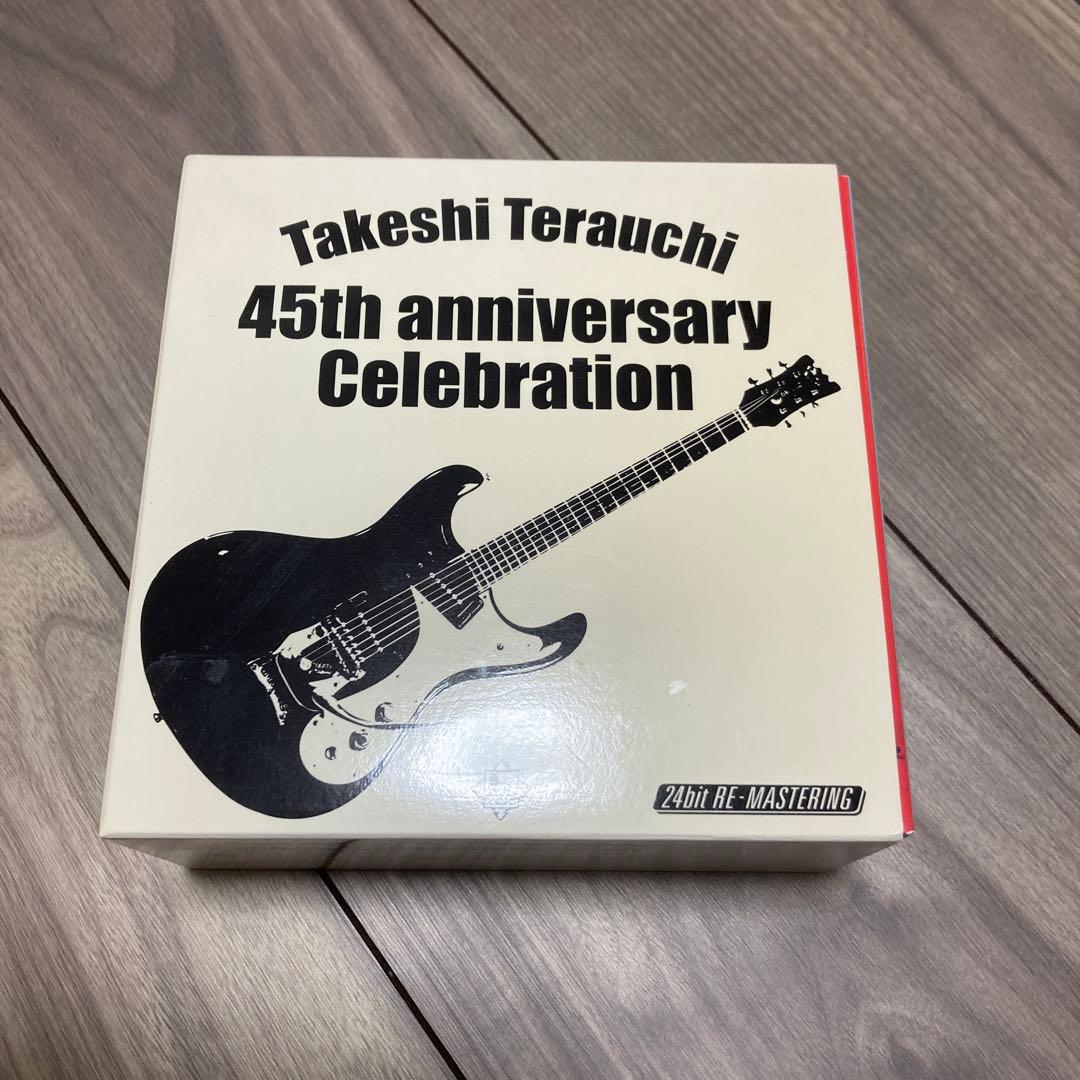 Takeshi Terauchi
45th anniversary
Celebration
24bit RE-MASTERING